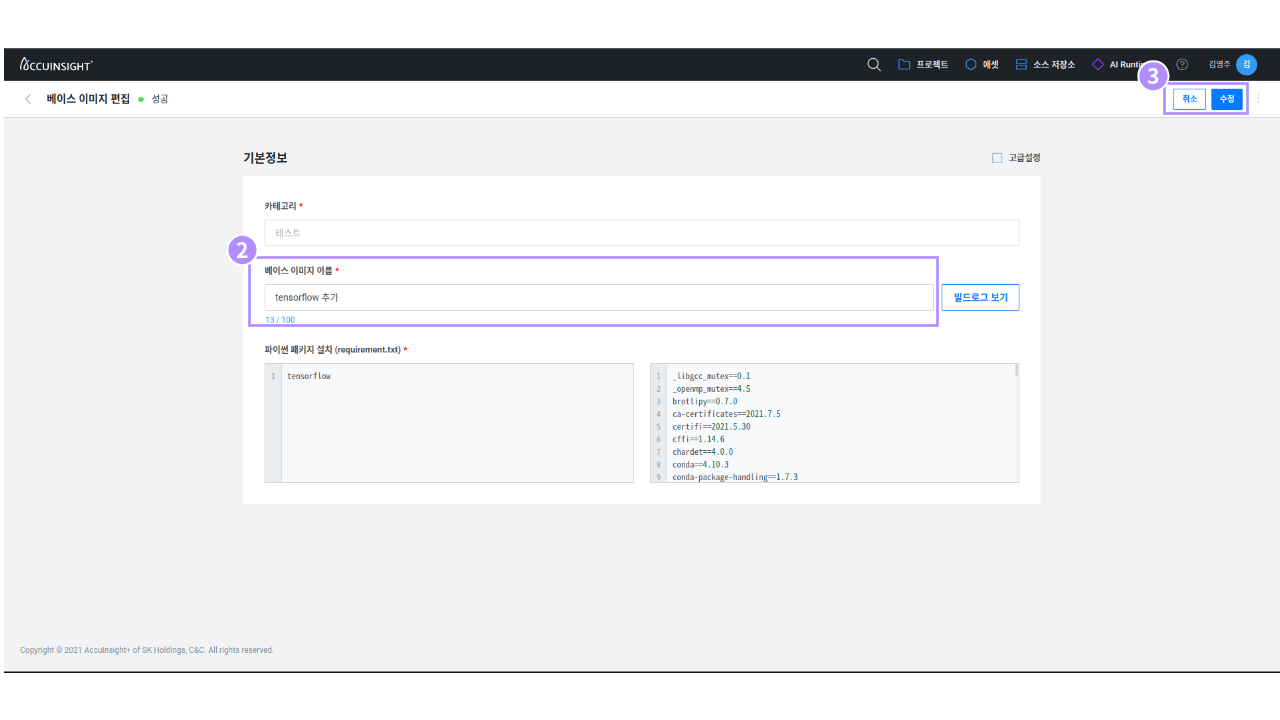 ACCUINSIGHT+
프로젝트
애셋
소스 저장소
AI
김영주
김
3
베이스 이미지 편집
성공
취소
수정
기본정보
고급설정
카테고리 *
테스트
2
베이스 이미지 이름 *
tensorflow 추가
빌드로그 보기
13 / 100
파이썬 패키지 설치 (requirement.txt) *
1 tensorflow
1 _libgcc_mutex==0.1
2 _openmp_mutex==4.5
3 brotlipy==0.7.0
4 ca-certificates==2021.7.5
5 certifi==2021.5.30
6 cffi==1.14.6
7 chardet==4.0.0
8 conda==4.10.3
9 conda-package-handling==1.7.3
Copyright © 2021 AccuInsight+ of SK Holdings, C&C. All rights reserved.